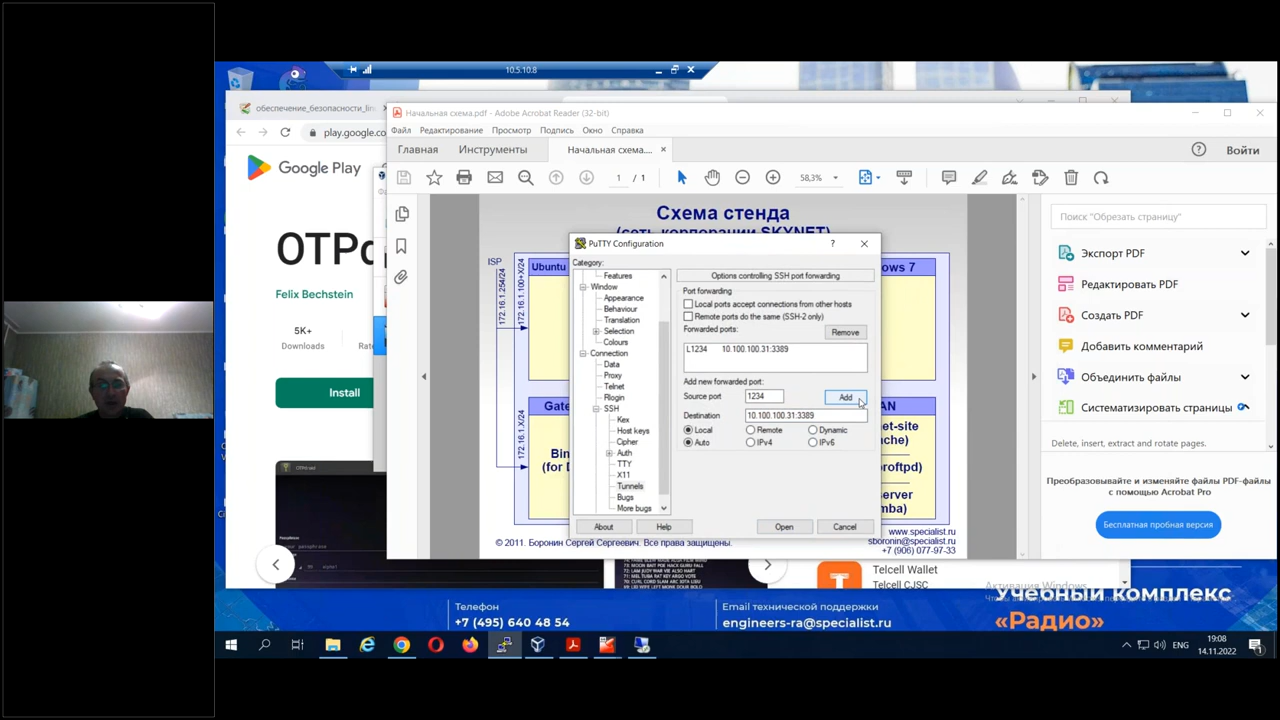 10.5.10.8
обеспечение_безопасности_lin
Начальная схема.pdf - Adobe Acrobat Reader (32-bit)
Файл Редактирование Просмотр Подпись Окно Справка
play.google.co
Главная Инструменты Начальная схема....
Войти
Google Play
1 / 1
58,3%
Схема стенда
(сеть корпорации SKYNET)
Поиск "Обрезать страницу"
PuTTY Configuration
Category:
Features
Window
Appearance
Behaviour
Translation
Selection
Colours
Connection
Data
Proxy
Telnet
Rlogin
SSH
Kex
Host keys
Cipher
Auth
TTY
X11
Tunnels
Bugs
More bugs
Options controlling SSH port forwarding
Port forwarding
Local ports accept connections from other hosts
Remote ports do the same (SSH-2 only)
Forwarded ports:
Remove
L1234 10.100.100.31:3389
Add new forwarded port:
Source port 1234 Add
Destination 10.100.100.31:3389
Local Remote Dynamic
Auto IPv4 IPv6
About Help Open Cancel
ISP
172.16.1.254/24
172.16.1.100+X/24
172.16.1.X/24
Ubuntu
ows 7
Gate
AN
Bin
(for D
et-site
che)
roftpd)
erver
mba)
© 2011. Боронин Сергей Сергеевич. Все права защищены.
www.specialist.ru
sboronin@specialist.ru
+7 (906) 077-97-33
Экспорт PDF
Редактировать PDF
Создать PDF
Добавить комментарий
Объединить файлы
Систематизировать страницы
Delete, insert, extract and rotate pages.
Преобразовывайте и изменяйте файлы PDF-файлы
с помощью Acrobat Pro
Бесплатная пробная версия
OTP
Felix Bechstein
5K+
Downloads
Rate
Install
Telcell Wallet
Telcell CJSC
Активация Windows
Учебный комплекс
«Радио»
Телефон
+7 (495) 640 48 54
Email технической поддержки
engineers-ra@specialist.ru
ENG
19:08
14.11.2022